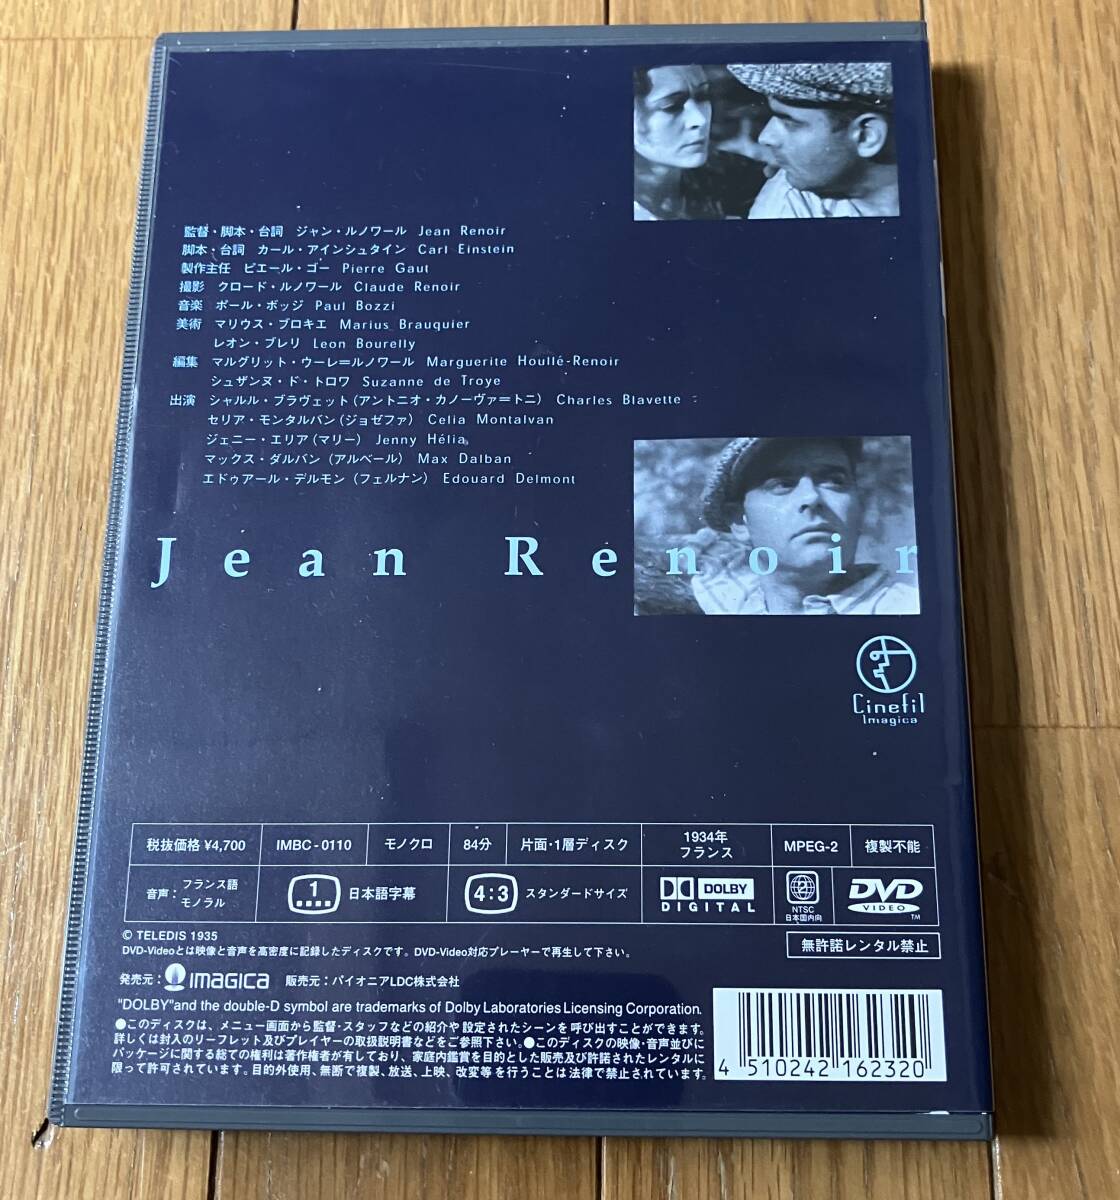 監督・脚本・台詞 ジャン・ルノワール Jean Renoir
脚本・台詞 カール・アインシュタイン Carl Einstein
製作主任 ピエール・ゴー Pierre Gaut
撮影 クロード・ルノワール Claude Renoir
音楽 ポール・ボッジ Paul Bozzi
美術 マリウス・ブロキエ Marius Brauquier
レオン・ブレリ Leon Bourelly
編集 マルグリット・ウーレ=ルノワール Marguerite Houllé-Renoir
シュザンヌ・ド・トロワ Suzanne de Troye
出演 シャルル・ブラヴェット(アントニオ・カノーヴァ=トニ) Charles Blavette
セリア・モンタルバン(ジョゼファ) Celia Montalvan
ジェニー・エリア(マリー) Jenny Hélia
マックス・ダルバン(アルベール) Max Dalban
エドゥアール・デルモン(フェルナン) Edouard Delmont
Jean Renoir
Cinefil
Imagica
税抜価格 ¥4,700 IMBC-0110 モノクロ 84分 片面・1層ディスク 1934年 フランス MPEG-2 複製不能
音声: フランス語 モノラル 1 日本語字幕 4:3 スタンダードサイズ DOLBY DIGITAL 2 NTSC 日本国内向 DVD VIDEO TM
© TELEDIS 1935
DVD-Videoとは映像と音声を高密度に記録したディスクです。DVD-Video対応プレーヤーで再生して下さい。
無許諾レンタル禁止
発売元: IMAGICA 販売元:パイオニアLDC株式会社
"DOLBY"and the double-D symbol are trademarks of Dolby Laboratories Licensing Corporation.
●このディスクは、メニュー画面から監督・スタッフなどの紹介や設定されたシーンを呼び出すことができます。
詳しくは封入のリーフレット及びプレイヤーの取扱説明書などをご参照下さい。●このディスクの映像・音声並びに
パッケージに関する総ての権利は著作権者が有しており、家庭内鑑賞を目的とした販売及び許諾されたレンタルに
限って許可されています。目的外使用、無断で複製、放送、上映、改変等を行うことは法律で禁止されています。
4 510242 162320